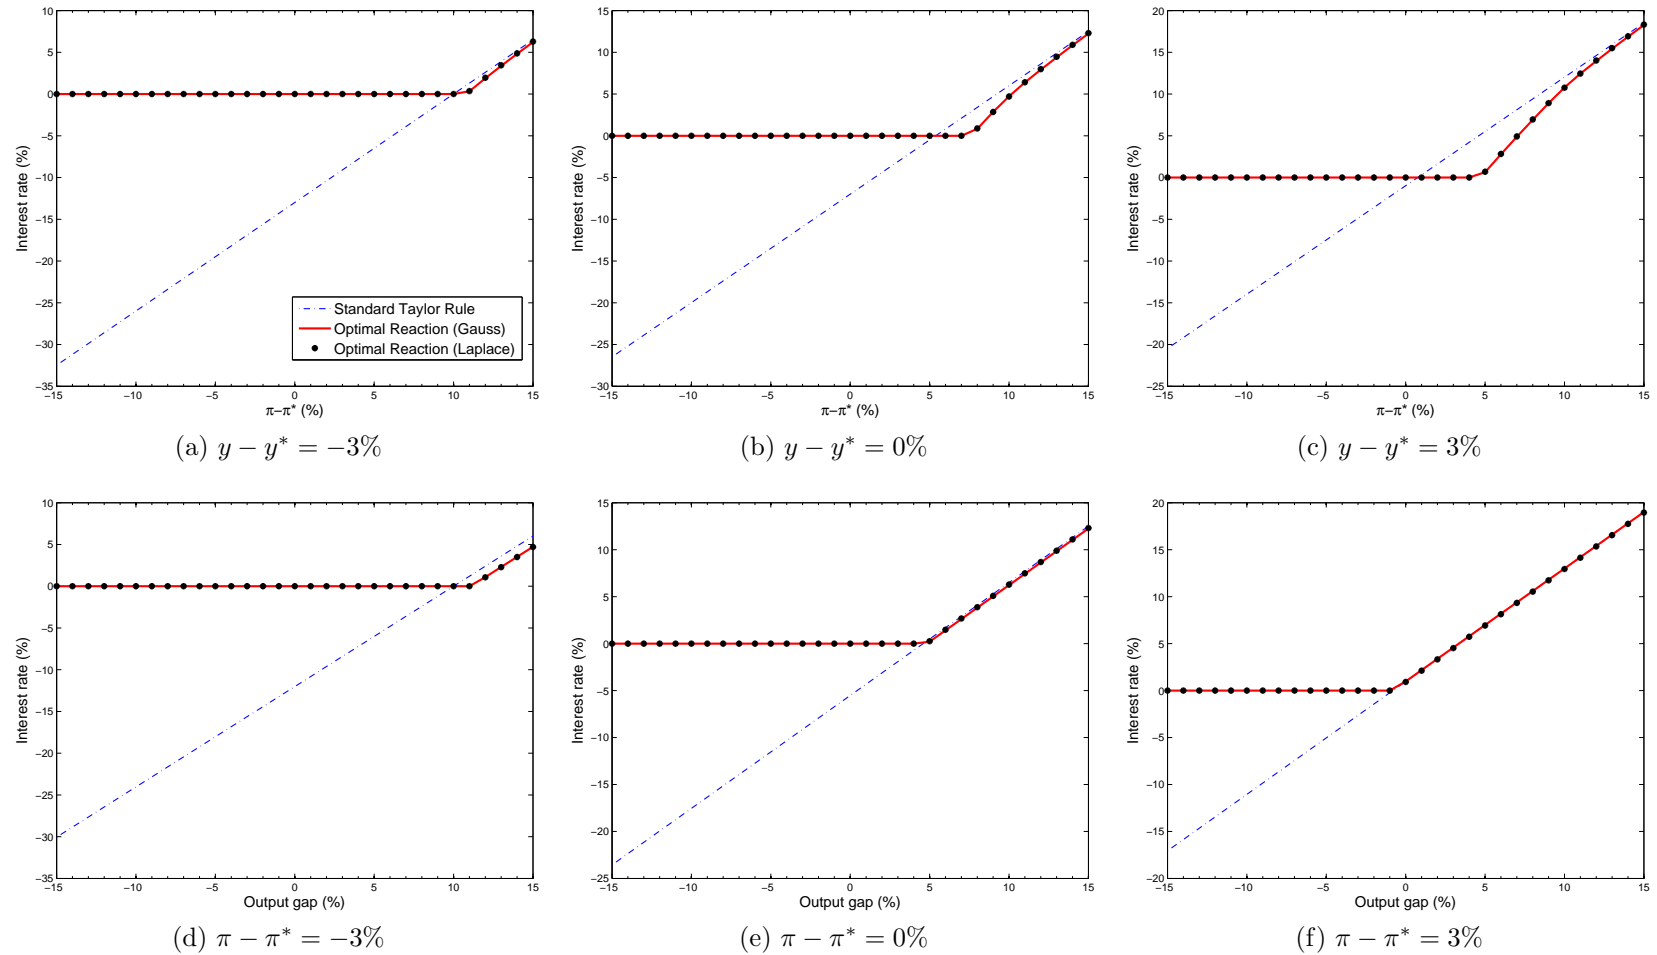 10
5
0
−5
−10
−15
−20
−25
−30
−35
Interest rate (%)
−15 −10 −5 0 5 10 15
π−π* (%)
Standard Taylor Rule
Optimal Reaction (Gauss)
Optimal Reaction (Laplace)
(a) y − y* = −3%
15
10
5
0
−5
−10
−15
−20
−25
−30
Interest rate (%)
−15 −10 −5 0 5 10 15
π−π* (%)
(b) y − y* = 0%
20
15
10
5
0
−5
−10
−15
−20
−25
Interest rate (%)
−15 −10 −5 0 5 10 15
π−π* (%)
(c) y − y* = 3%
10
5
0
−5
−10
−15
−20
−25
−30
−35
Interest rate (%)
−15 −10 −5 0 5 10 15
Output gap (%)
(d) π − π* = −3%
15
10
5
0
−5
−10
−15
−20
−25
Interest rate (%)
−15 −10 −5 0 5 10 15
Output gap (%)
(e) π − π* = 0%
20
15
10
5
0
−5
−10
−15
−20
Interest rate (%)
−15 −10 −5 0 5 10 15
Output gap (%)
(f) π − π* = 3%